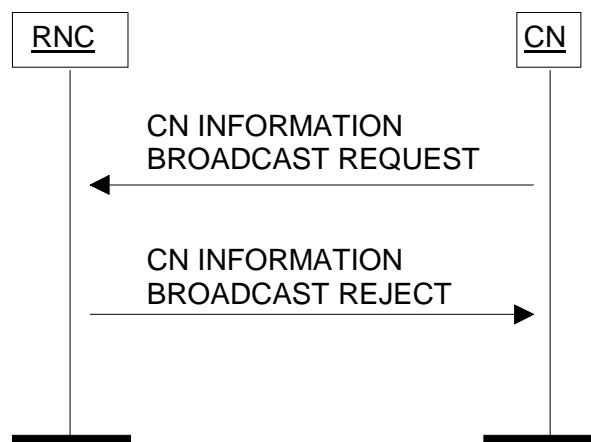 RNC
CN
CN INFORMATION
BROADCAST REQUEST
CN INFORMATION
BROADCAST REJECT